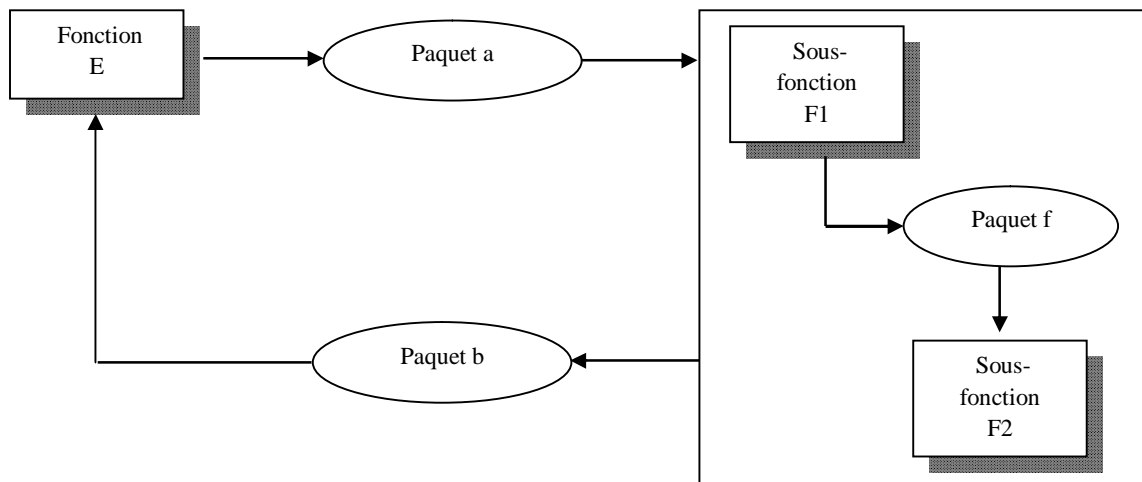 Fonction
E
Paquet a
Sous-
fonction
F1
Paquet f
Paquet b
Sous-
fonction
F2